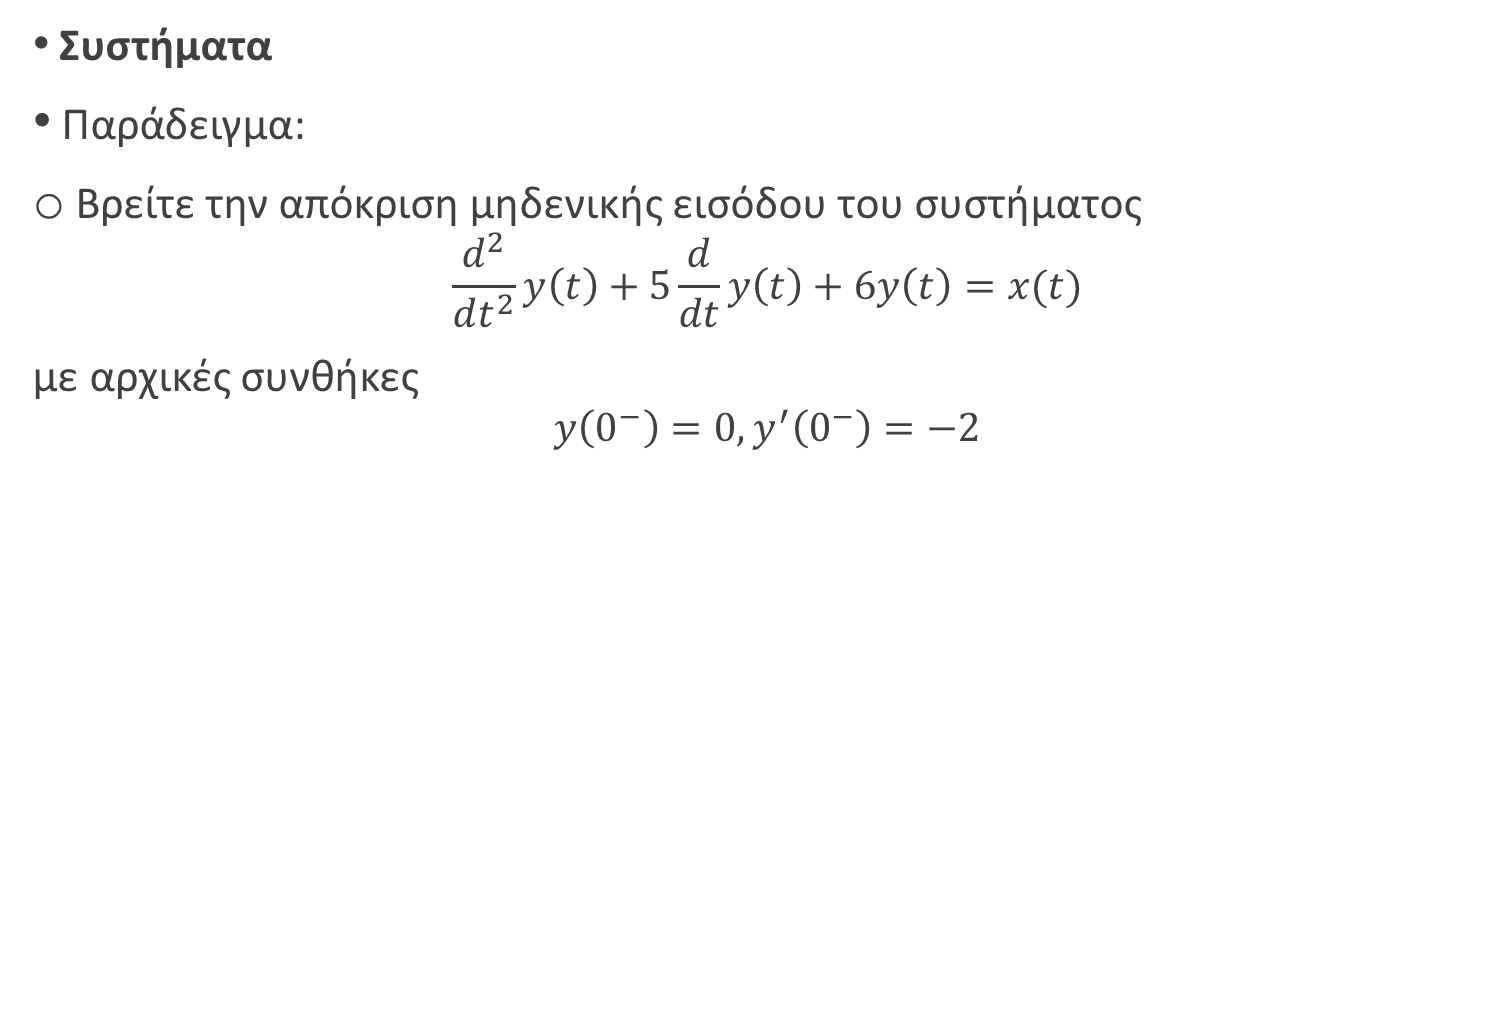 • Συστήματα
• Παράδειγμα:
○ Βρείτε την απόκριση μηδενικής εισόδου του συστήματος
d²/dt² y(t) + 5 d/dt y(t) + 6y(t) = x(t)
με αρχικές συνθήκες
y(0⁻) = 0, y′(0⁻) = −2